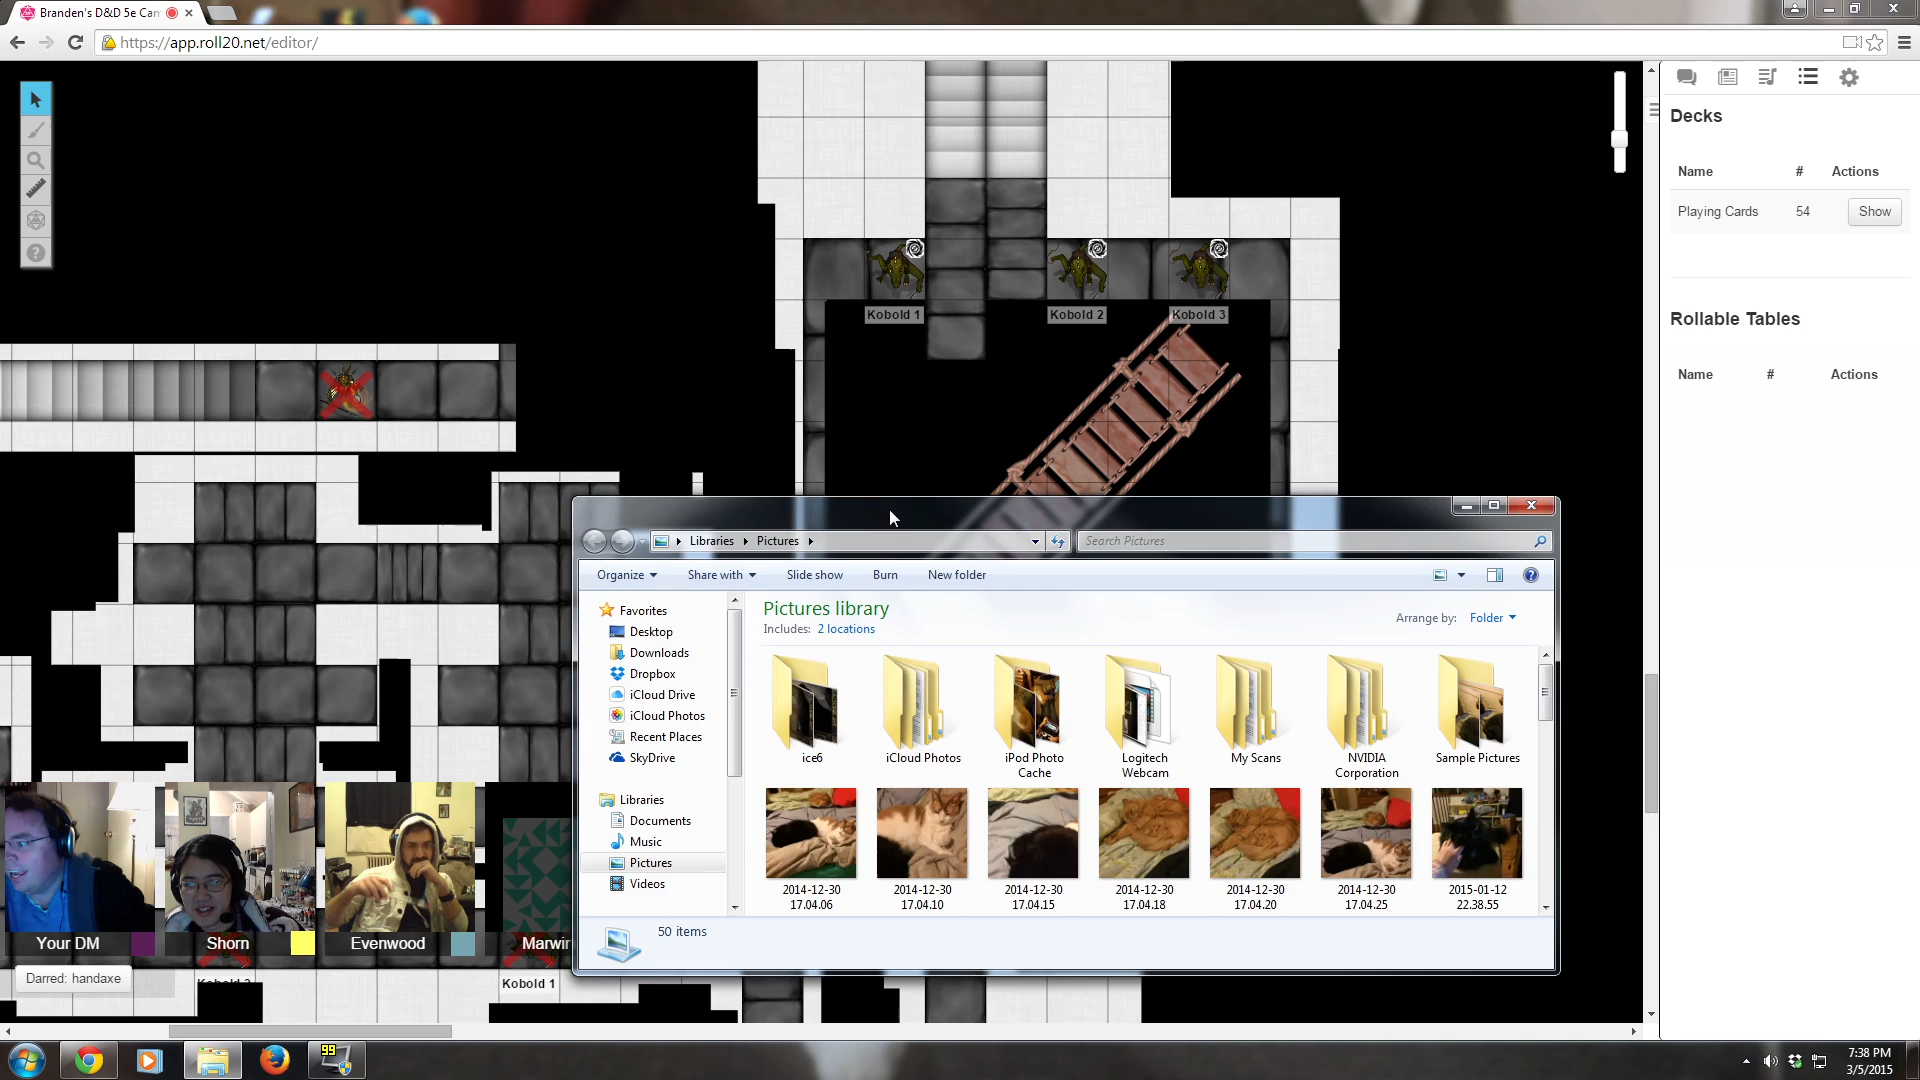 Branden's D&D 5e Can
https://app.roll20.net/editor/
Decks
Name # Actions
Playing Cards 54 Show
Rollable Tables
Name # Actions
Kobold 1
Kobold 2
Kobold 3
Libraries
Pictures
Search Pictures
Organize
Share with
Slide show
Burn
New folder
Favorites
Desktop
Downloads
Dropbox
iCloud Drive
iCloud Photos
Recent Places
SkyDrive
Libraries
Documents
Music
Pictures
Videos
Pictures library
Includes: 2 locations
Arrange by: Folder
ice6
iCloud Photos
iPod Photo
Cache
Logitech
Webcam
My Scans
NVIDIA
Corporation
Sample Pictures
2014-12-30
17.04.06
2014-12-30
17.04.10
2014-12-30
17.04.15
2014-12-30
17.04.18
2014-12-30
17.04.20
2014-12-30
17.04.25
2015-01-12
22.38.55
50 items
Your DM
Shorn
Evenwood
Marwin
Darred: handaxe
Kobold 1
99
7:38 PM
3/5/2015